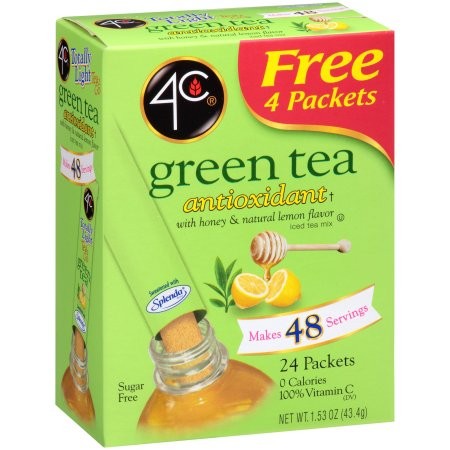 4C®
Totally
Light
green tea
antioxidant†
Makes 48 Servings
4C®
Free
4 Packets
green tea
antioxidant†
with honey & natural lemon flavor
iced tea mix
Sweetened with
Splenda®
Makes 48 Servings
24 Packets
0 Calories
100% Vitamin C
(DV)
Sugar
Free
NET WT. 1.53 OZ (43.4g)